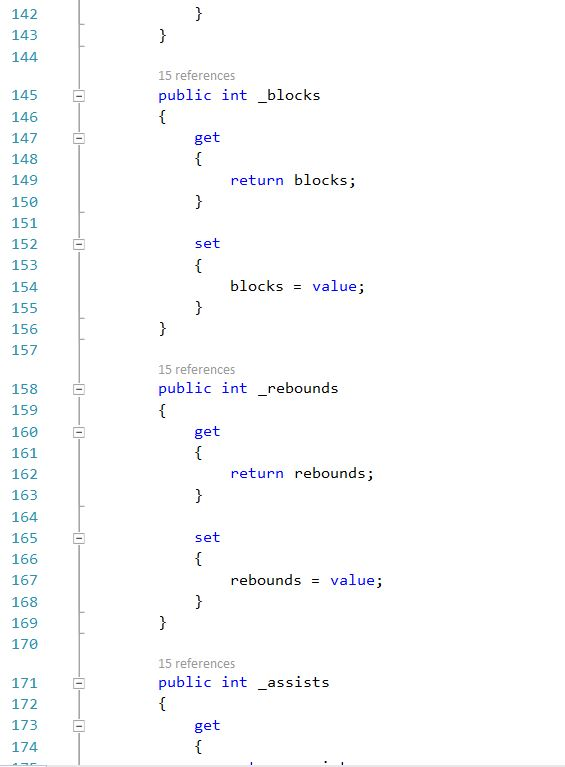 142 }
143 }
144
15 references
145 public int _blocks
146 {
147 get
148 {
149 return blocks;
150 }
151
152 set
153 {
154 blocks = value;
155 }
156 }
157
15 references
158 public int _rebounds
159 {
160 get
161 {
162 return rebounds;
163 }
164
165 set
166 {
167 rebounds = value;
168 }
169 }
170
15 references
171 public int _assists
172 {
173 get
174 {